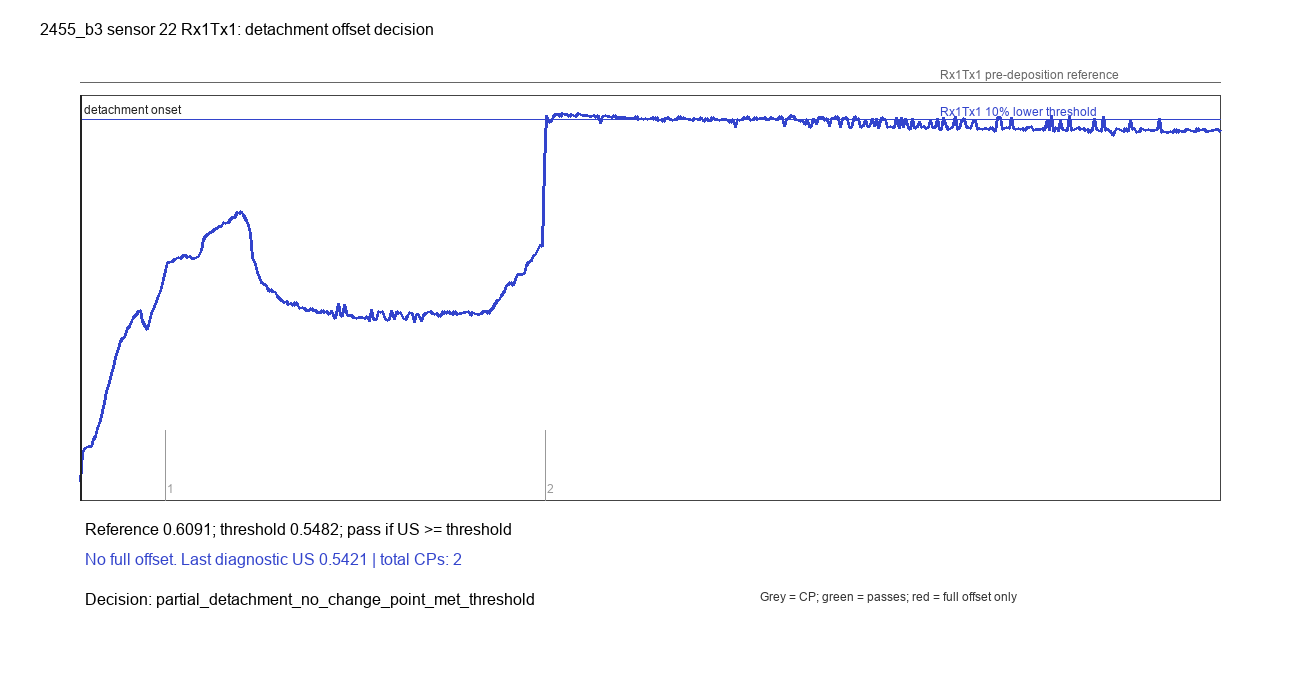 2455_b3 sensor 22 Rx1Tx1: detachment offset decision
Rx1Tx1 pre-deposition reference
detachment onset
Rx1Tx1 10% lower threshold
1
2
Reference 0.6091; threshold 0.5482; pass if US >= threshold
No full offset. Last diagnostic US 0.5421 | total CPs: 2
Decision: partial_detachment_no_change_point_met_threshold
Grey = CP; green = passes; red = full offset only